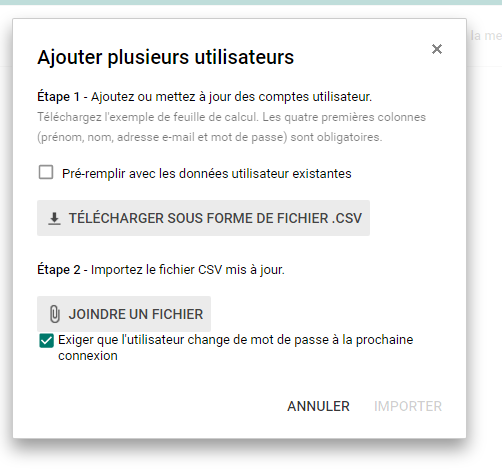 la me
Ajouter plusieurs utilisateurs
Étape 1 - Ajoutez ou mettez à jour des comptes utilisateur.
Téléchargez l'exemple de feuille de calcul. Les quatre premières colonnes
(prénom, nom, adresse e-mail et mot de passe) sont obligatoires.
Pré-remplir avec les données utilisateur existantes
TÉLÉCHARGER SOUS FORME DE FICHIER .CSV
Étape 2 - Importez le fichier CSV mis à jour.
JOINDRE UN FICHIER
Exiger que l'utilisateur change de mot de passe à la prochaine
connexion
ANNULER IMPORTER